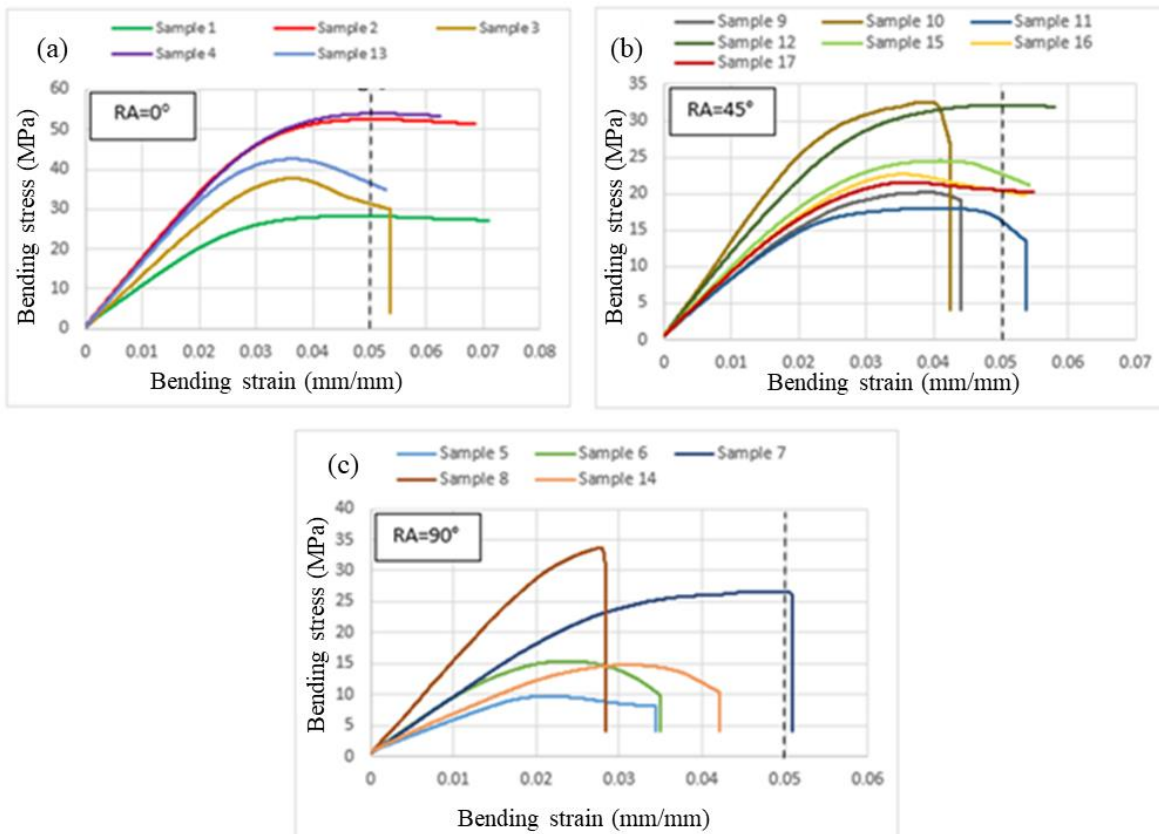 (a)
Sample 1 Sample 2 Sample 3
Sample 4 Sample 13
RA=0°
60
50
40
30
20
10
0
Bending stress (MPa)
0 0.01 0.02 0.03 0.04 0.05 0.06 0.07 0.08
Bending strain (mm/mm)
(b)
Sample 9 Sample 10 Sample 11
Sample 12 Sample 15 Sample 16
Sample 17
RA=45°
35
30
25
20
15
10
5
0
Bending stress (MPa)
0 0.01 0.02 0.03 0.04 0.05 0.06 0.07
Bending strain (mm/mm)
(c)
Sample 5 Sample 6 Sample 7
Sample 8 Sample 14
RA=90°
40
35
30
25
20
15
10
5
0
Bending stress (MPa)
0 0.01 0.02 0.03 0.04 0.05 0.06
Bending strain (mm/mm)